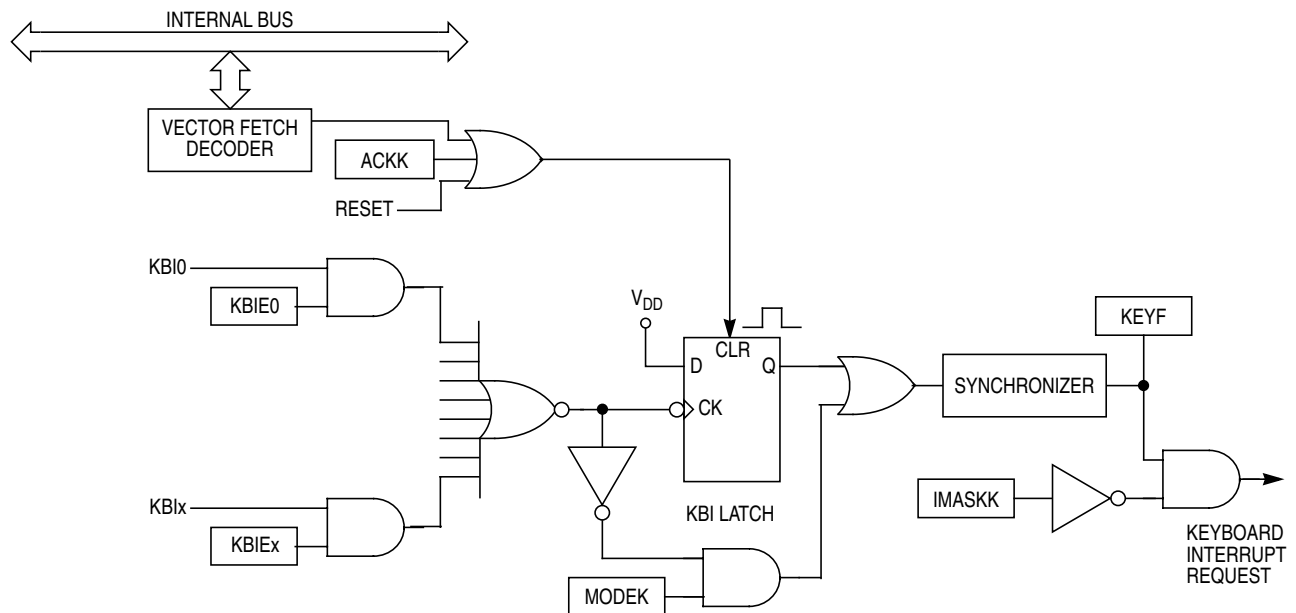 INTERNAL BUS
VECTOR FETCH
DECODER
ACKK
RESET
KBI0
KBIE0
VDD
CLR
D
Q
CK
KEYF
SYNCHRONIZER
KBIx
KBIEx
KBI LATCH
IMASKK
MODEK
KEYBOARD
INTERRUPT
REQUEST